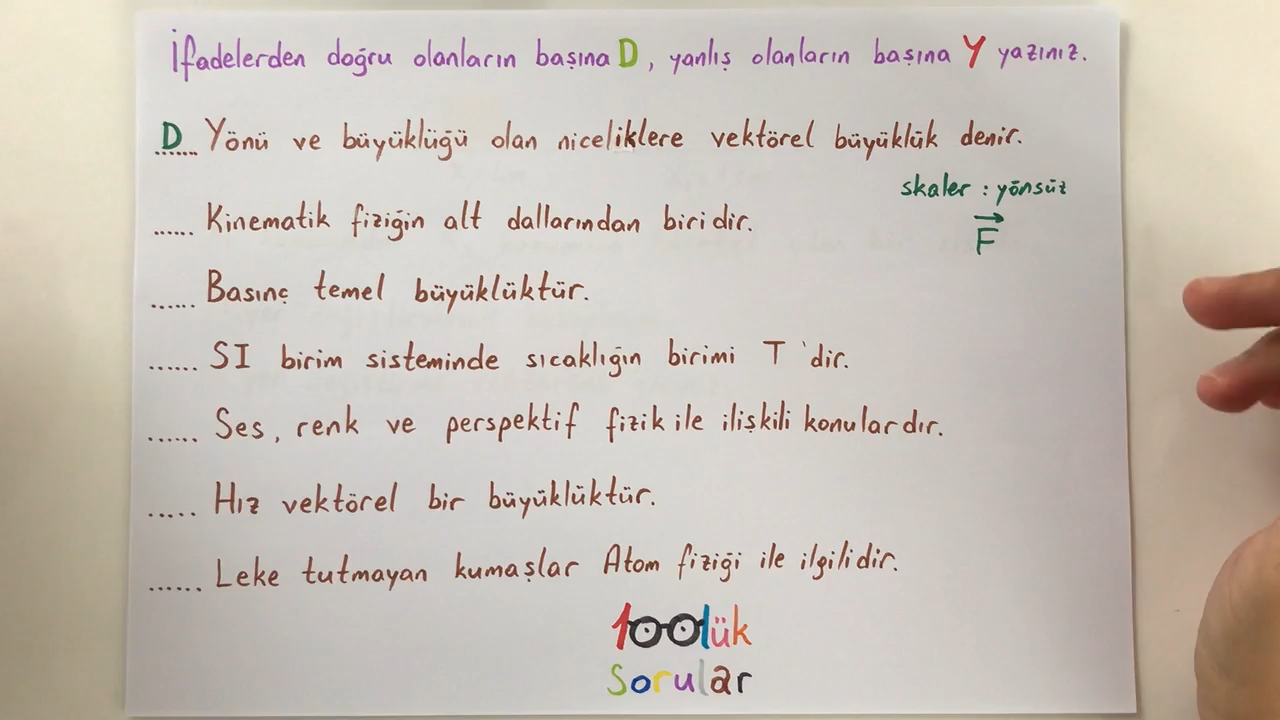 İfadelerden doğru olanların başına D, yanlış olanların başına Y yazınız.
D Yönü ve büyüklüğü olan niceliklere vektörel büyüklük denir.
skaler : yönsüz
F
...... Kinematik fiziğin alt dallarından biridir.
...... Basınç temel büyüklüktür.
...... SI birim sisteminde sıcaklığın birimi T 'dir.
...... Ses, renk ve perspektif fizik ile ilişkili konulardır.
..... Hız vektörel bir büyüklüktür.
...... Leke tutmayan kumaşlar Atom fiziği ile ilgilidir.
100lük
Sorular